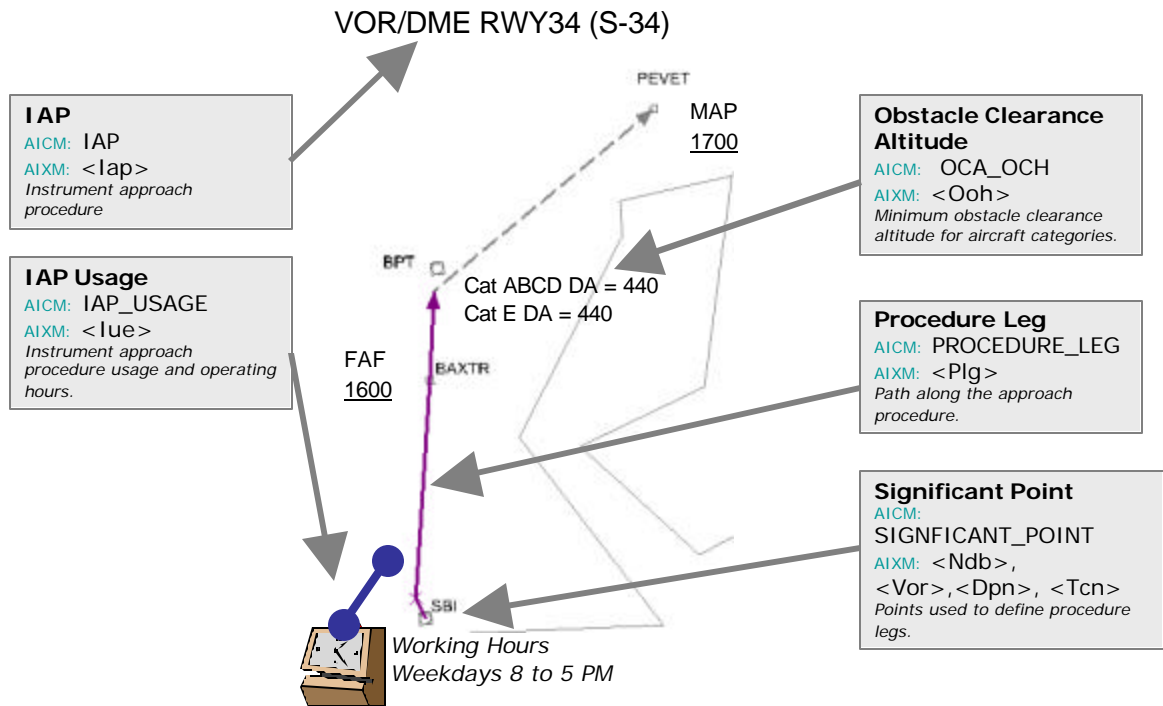 VOR/DME RWY34 (S-34)
IAP
AICM: IAP
AIXM: <Iap>
Instrument approach
procedure
IAP Usage
AICM: IAP_USAGE
AIXM: <Iue>
Instrument approach
procedure usage and operating
hours.
PEVET
MAP
1700
BPT
Cat ABCD DA = 440
Cat E DA = 440
FAF
1600
BAXTR
SBI
Working Hours
Weekdays 8 to 5 PM
Obstacle Clearance
Altitude
AICM: OCA_OCH
AIXM: <Ooh>
Minimum obstacle clearance
altitude for aircraft categories.
Procedure Leg
AICM: PROCEDURE_LEG
AIXM: <Plg>
Path along the approach
procedure.
Significant Point
AICM:
SIGNFICANT_POINT
AIXM: <Ndb>,
<Vor>,<Dpn>, <Tcn>
Points used to define procedure
legs.